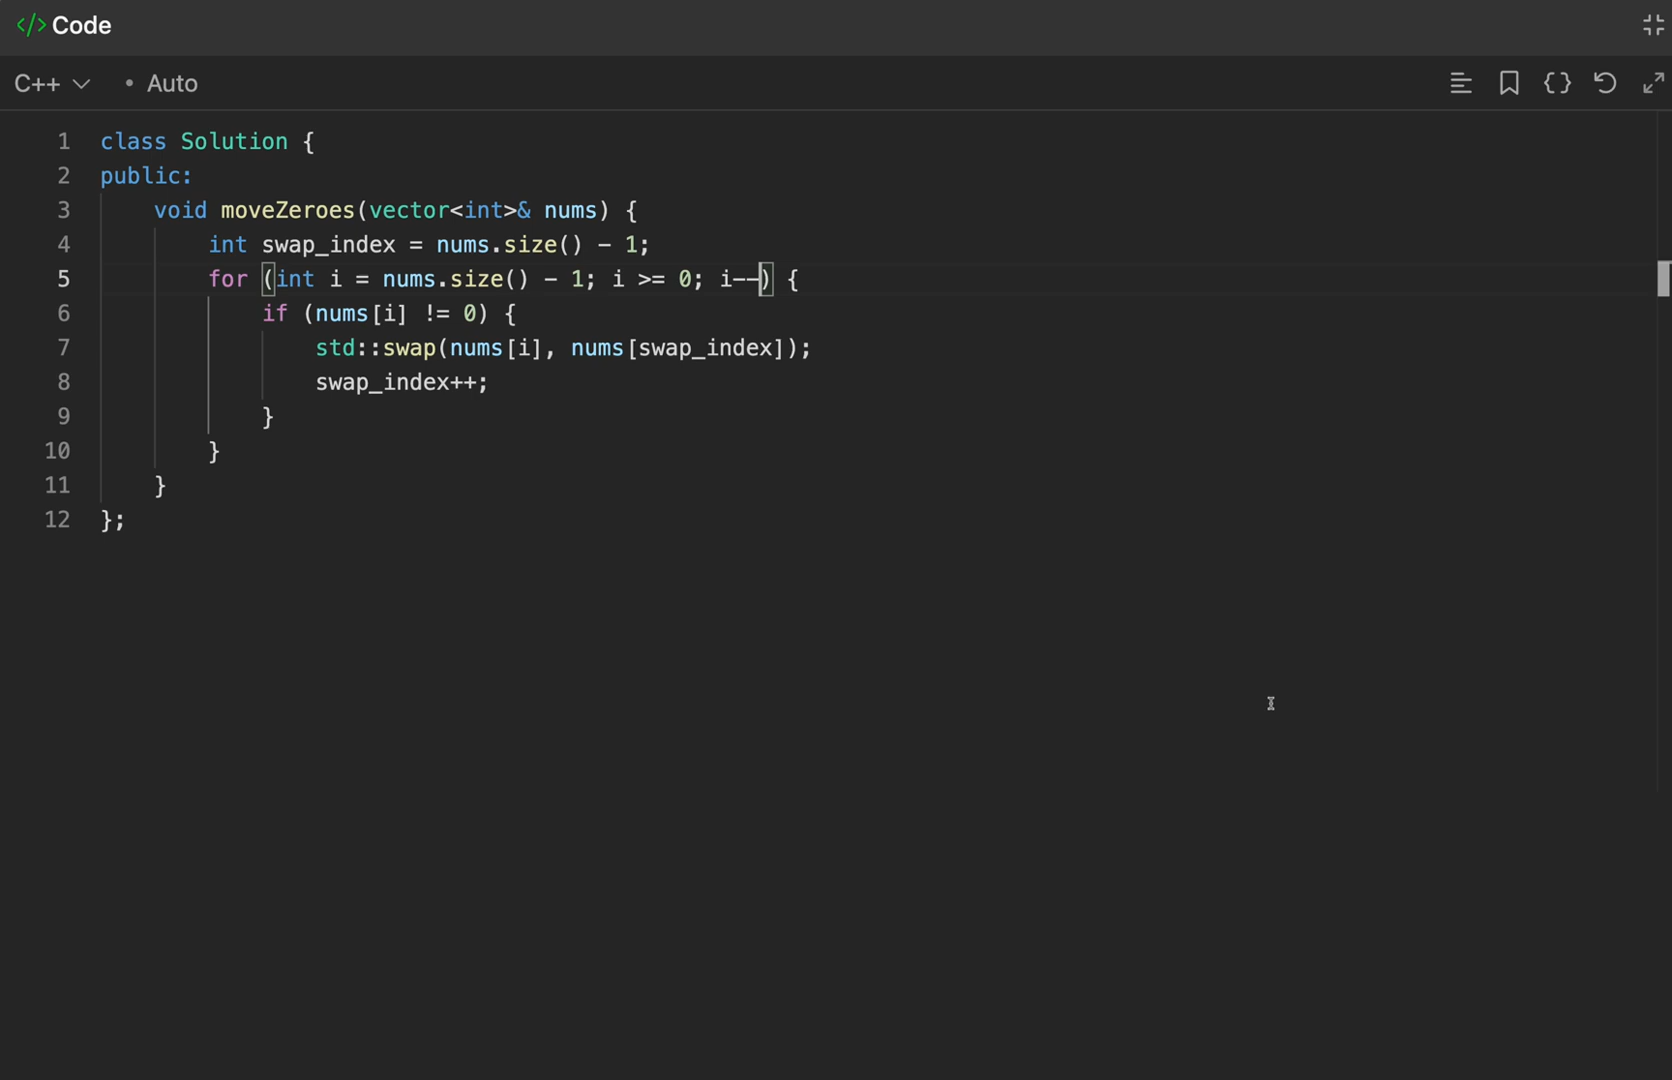 </> Code
C++ • Auto
1 class Solution {
2 public:
3     void moveZeroes(vector<int>& nums) {
4         int swap_index = nums.size() - 1;
5         for (int i = nums.size() - 1; i >= 0; i--) {
6             if (nums[i] != 0) {
7                 std::swap(nums[i], nums[swap_index]);
8                 swap_index++;
9             }
10         }
11     }
12 };